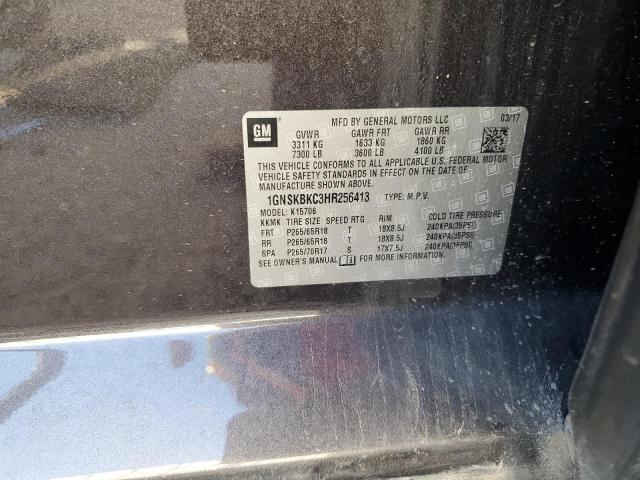 GM
MFD BY GENERAL MOTORS LLC 03/17
GVWR GAWR FRT GAWR RR
3311 KG 1633 KG 1860 KG
7300 LB 3600 LB 4100 LB
THIS VEHICLE CONFORMS TO ALL APPLICABLE U.S. FEDERAL MOTOR
VEHICLE SAFETY STANDARDS IN EFFECT ON THE DATE OF
MANUFACTURE SHOWN ABOVE.
1GNSKBKC3HR256413 TYPE: M.P.V.
MODEL: K15706
KKMK TIRE SIZE SPEED RTG RIM COLD TIRE PRESSURE
FRT P265/65R18 T 18X8.5J 240KPA(35PSI)
RR P265/65R18 T 18X8.5J 240KPA(35PSI)
SPA P265/70R17 S 17X7.5J 240KPA(35PSI)
SEE OWNER'S MANUAL FOR MORE INFORMATION.